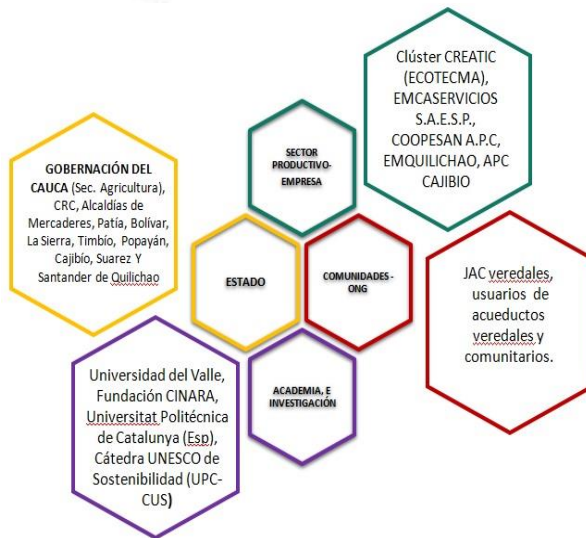 Clúster CREATIC
(ECOTECMA),
EMCASERVICIOS
S.A.E.S.P.,
COOPESAN A.P.C,
EMQUILICHAO, APC
CAJIBIO
SECTOR
PRODUCTIVO-
EMPRESA
GOBERNACIÓN DEL
CAUCA (Sec. Agricultura),
CRC, Alcaldías de
Mercaderes, Patía, Bolívar,
La Sierra, Timbío, Popayán,
Cajibío, Suarez Y
Santander de Quilichao
ESTADO
COMUNIDADES -
ONG
JAC veredales,
usuarios de
acueductos
veredales y
comunitarios.
ACADEMIA, E
INVESTIGACIÓN
Universidad del Valle,
Fundación CINARA,
Universitat Politécnica
de Catalunya (Esp),
Cátedra UNESCO de
Sostenibilidad (UPC-
CUS)